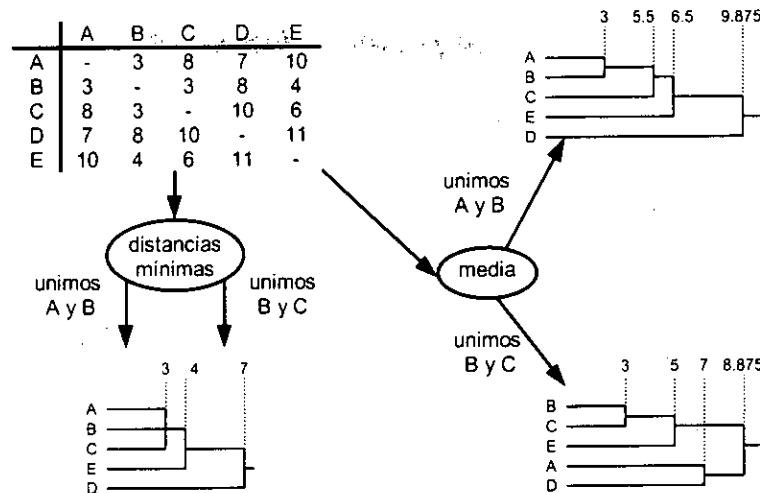 A B C D E
A - 3 8 7 10
B 3 - 3 8 4
C 8 3 - 10 6
D 7 8 10 - 11
E 10 4 6 11 -
3 5.5 6.5 9.875
A
B
C
E
D
distancias
mínimas
unimos
A y B
unimos
B y C
media
unimos
A y B
unimos
B y C
3 4 7
A
B
C
E
D
3 5 7 8.875
B
C
E
A
D